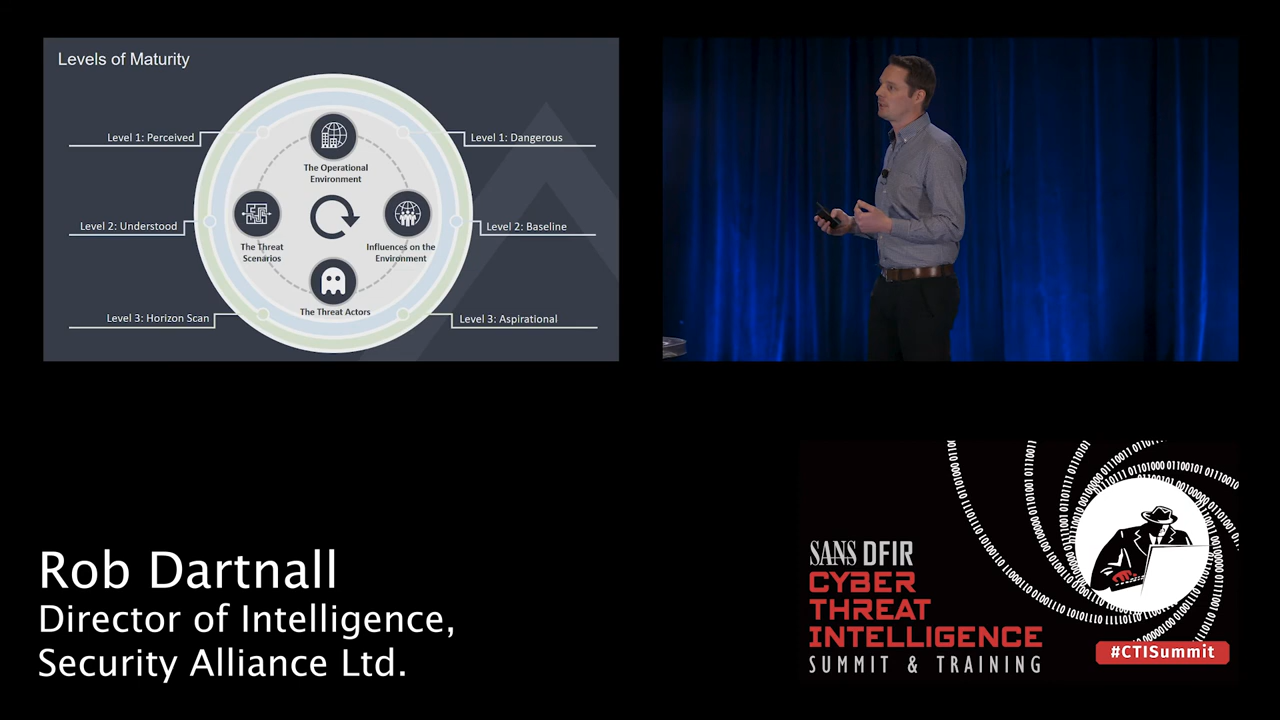 Levels of Maturity
Level 1: Perceived
Level 1: Dangerous
The Operational
Environment
Level 2: Understood
Level 2: Baseline
The Threat
Scenarios
Influences on the
Environment
The Threat Actors
Level 3: Horizon Scan
Level 3: Aspirational
Rob Dartnall
Director of Intelligence,
Security Alliance Ltd.
SANS DFIR
CYBER
THREAT
INTELLIGENCE
SUMMIT & TRAINING
#CTISummit